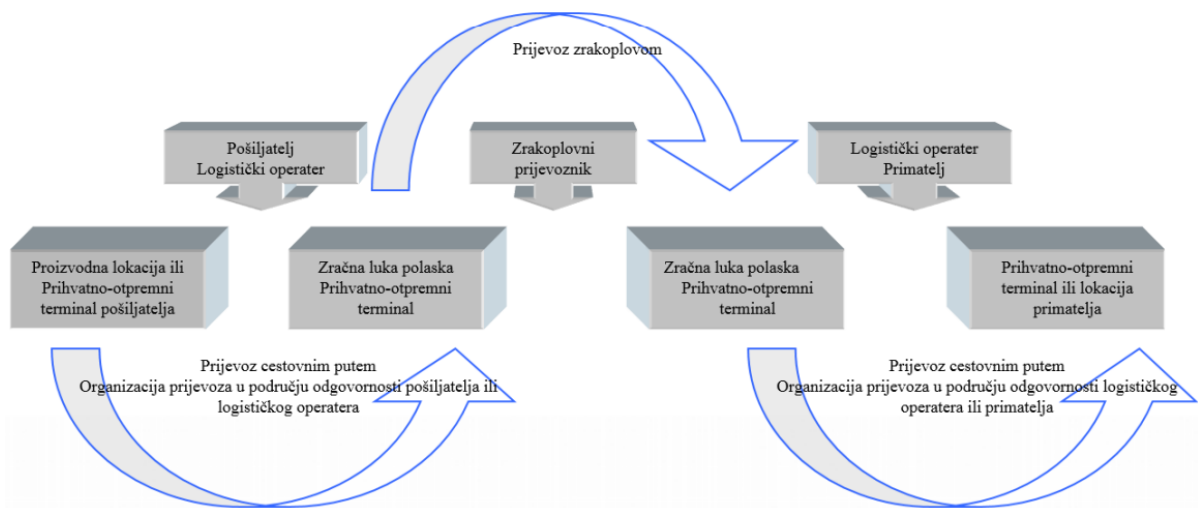 Prijevoz zrakoplovom
Pošiljatelj
Logistički operater
Zrakoplovni
prijevoznik
Logistički operater
Primatelj
Proizvodna lokacija ili
Prihvatno-otpremni
terminal pošiljatelja
Zračna luka polaska
Prihvatno-otpremni
terminal
Zračna luka polaska
Prihvatno-otpremni
terminal
Prihvatno-otpremni
terminal ili lokacija
primatelja
Prijevoz cestovnim putem
Organizacija prijevoza u području odgovornosti pošiljatelja ili
logističkog operatera
Prijevoz cestovnim putem
Organizacija prijevoza u području odgovornosti logističkog
operatera ili primatelja